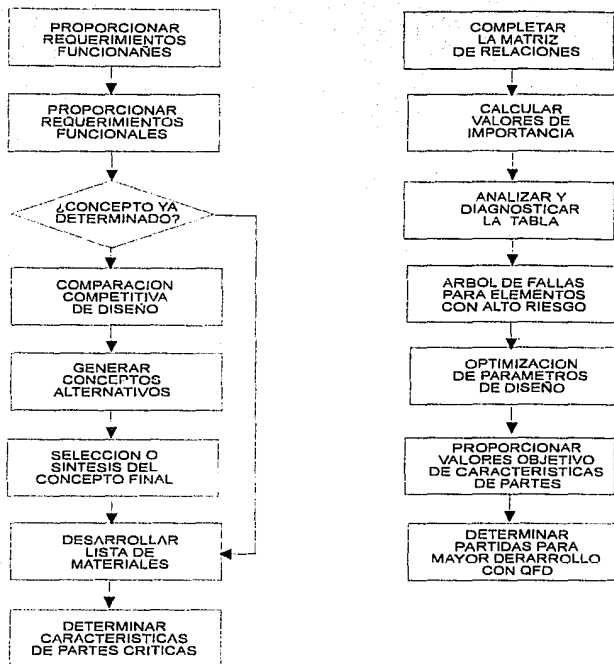 PROPORCIONAR
REQUERIMIENTOS
FUNCIONAÑES
PROPORCIONAR
REQUERIMIENTOS
FUNCIONALES
¿CONCEPTO YA
DETERMINADO?
COMPARACION
COMPETITIVA
DE DISEÑO
GENERAR
CONCEPTOS
ALTERNATIVOS
SELECCION O
SINTESIS DEL
CONCEPTO FINAL
DESARROLLAR
LISTA DE
MATERIALES
DETERMINAR
CARACTERISTICAS
DE PARTES CRITICAS
COMPLETAR
LA MATRIZ
DE RELACIONES
CALCULAR
VALORES DE
IMPORTANCIA
ANALIZAR Y
DIAGNOSTICAR
LA TABLA
ARBOL DE FALLAS
PARA ELEMENTOS
CON ALTO RIESGO
OPTIMIZACION
DE PARAMETROS
DE DISEÑO
PROPORCIONAR
VALORES OBJETIVO
DE CARACTERISTICAS
DE PARTES
DETERMINAR
PARTIDAS PARA
MAYOR DERARROLLO
CON QFD